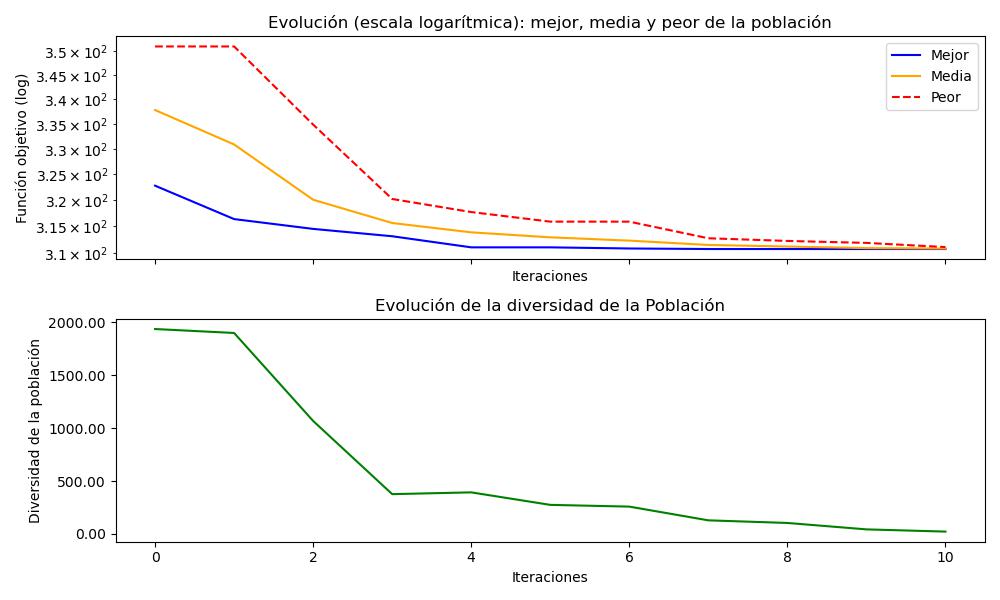 Evolución (escala logarítmica): mejor, media y peor de la población
Función objetivo (log)
3.5 × 10²
3.45 × 10²
3.4 × 10²
3.35 × 10²
3.3 × 10²
3.25 × 10²
3.2 × 10²
3.15 × 10²
3.1 × 10²
Mejor
Media
Peor
Iteraciones
Evolución de la diversidad de la Población
Diversidad de la población
2000.00
1500.00
1000.00
500.00
0.00
0 2 4 6 8 10
Iteraciones